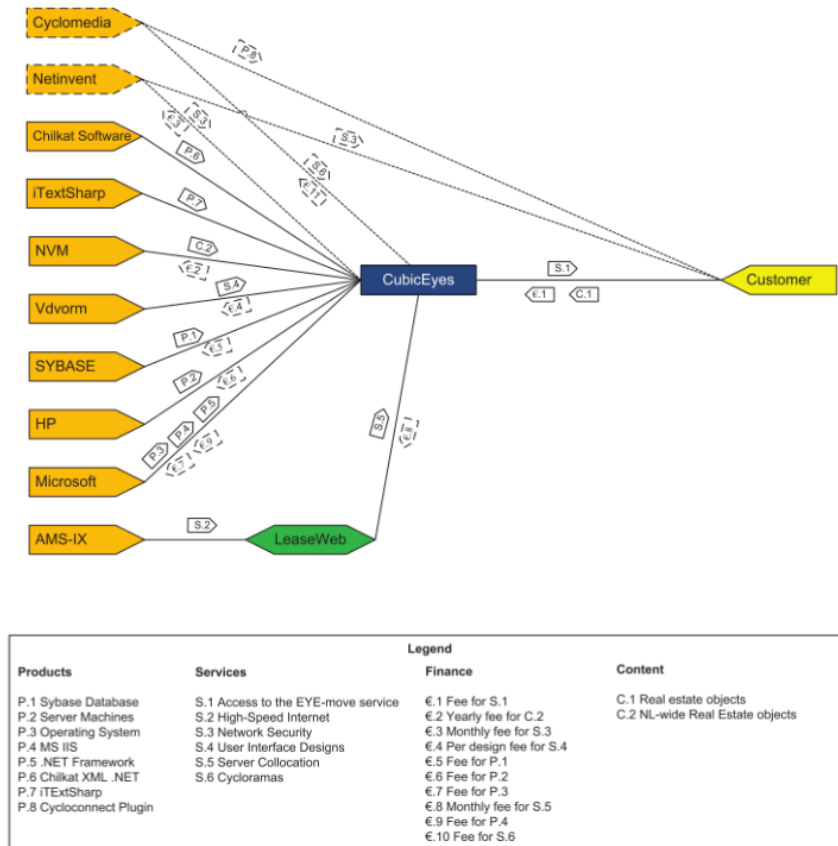 Cyclomedia
P.8
Netinvent
€.3
S.3
S.3
Chilkat Software
P.6
S.6
iTextSharp
P.7
€.11
NVM
C.2
€.2
CubicEyes
S.1
Customer
€.1
C.1
Vdvorm
S.4
€.4
SYBASE
P.1
€.5
HP
P.2
€.6
P.5
P.4
P.3
€.9
€.7
S.5
€.8
Microsoft
AMS-IX
S.2
LeaseWeb
Legend
Products
P.1 Sybase Database
P.2 Server Machines
P.3 Operating System
P.4 MS IIS
P.5 .NET Framework
P.6 Chilkat XML .NET
P.7 iTExtSharp
P.8 Cycloconnect Plugin
Services
S.1 Access to the EYE-move service
S.2 High-Speed Internet
S.3 Network Security
S.4 User Interface Designs
S.5 Server Collocation
S.6 Cycloramas
Finance
€.1 Fee for S.1
€.2 Yearly fee for C.2
€.3 Monthly fee for S.3
€.4 Per design fee for S.4
€.5 Fee for P.1
€.6 Fee for P.2
€.7 Fee for P.3
€.8 Monthly fee for S.5
€.9 Fee for P.4
€.10 Fee for S.6
Content
C.1 Real estate objects
C.2 NL-wide Real Estate objects